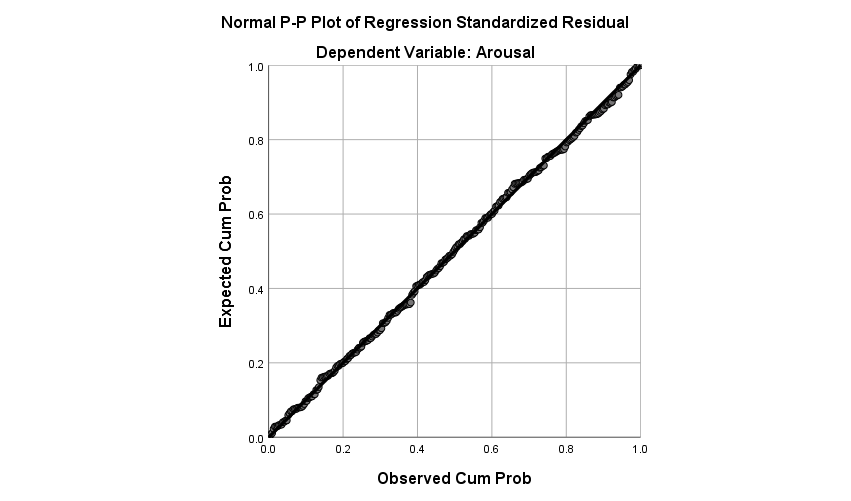 Normal P-P Plot of Regression Standardized Residual
Dependent Variable: Arousal
1.0
0.8
0.6
0.4
0.2
0.0
Expected Cum Prob
0.0 0.2 0.4 0.6 0.8 1.0
Observed Cum Prob